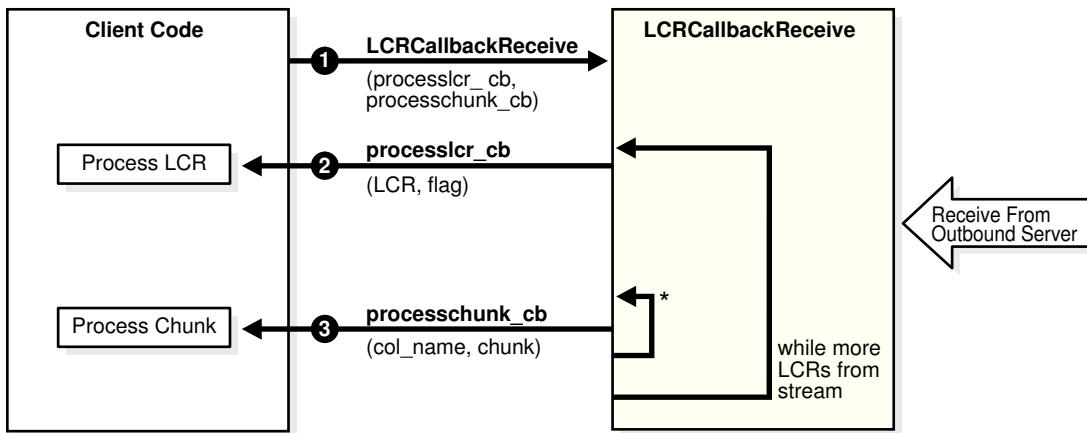 Client Code
LCRCallbackReceive
1
LCRCallbackReceive
(processlcr_ cb,
processchunk_cb)
Process LCR
2
processlcr_cb
(LCR, flag)
Receive From
Outbound Server
Process Chunk
3
processchunk_cb
(col_name, chunk)
*
while more
LCRs from
stream